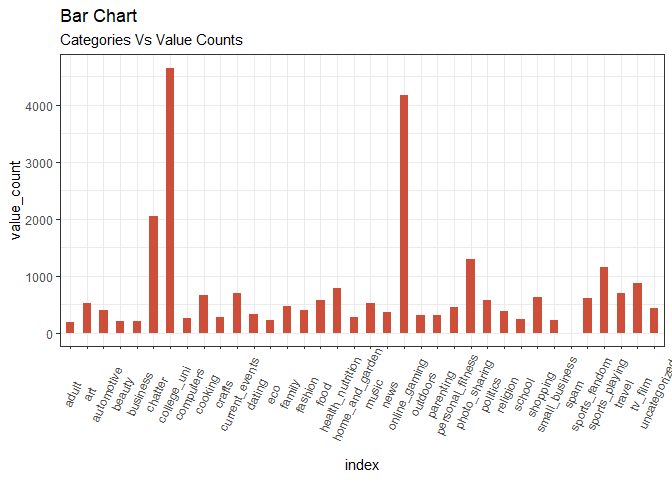 Bar Chart
Categories Vs Value Counts
value_count
4000
3000
2000
1000
0
adult
art
automotive
beauty
business
chatter
college_uni
computers
cooking
crafts
current_events
dating
eco
family
fashion
food
health_nutrition
home_and_garden
music
news
online_gaming
outdoors
parenting
personal_fitness
photo_sharing
politics
religion
school
shopping
small_business
spam
sports_fandom
sports_playing
travel
tv_film
uncategorized
index